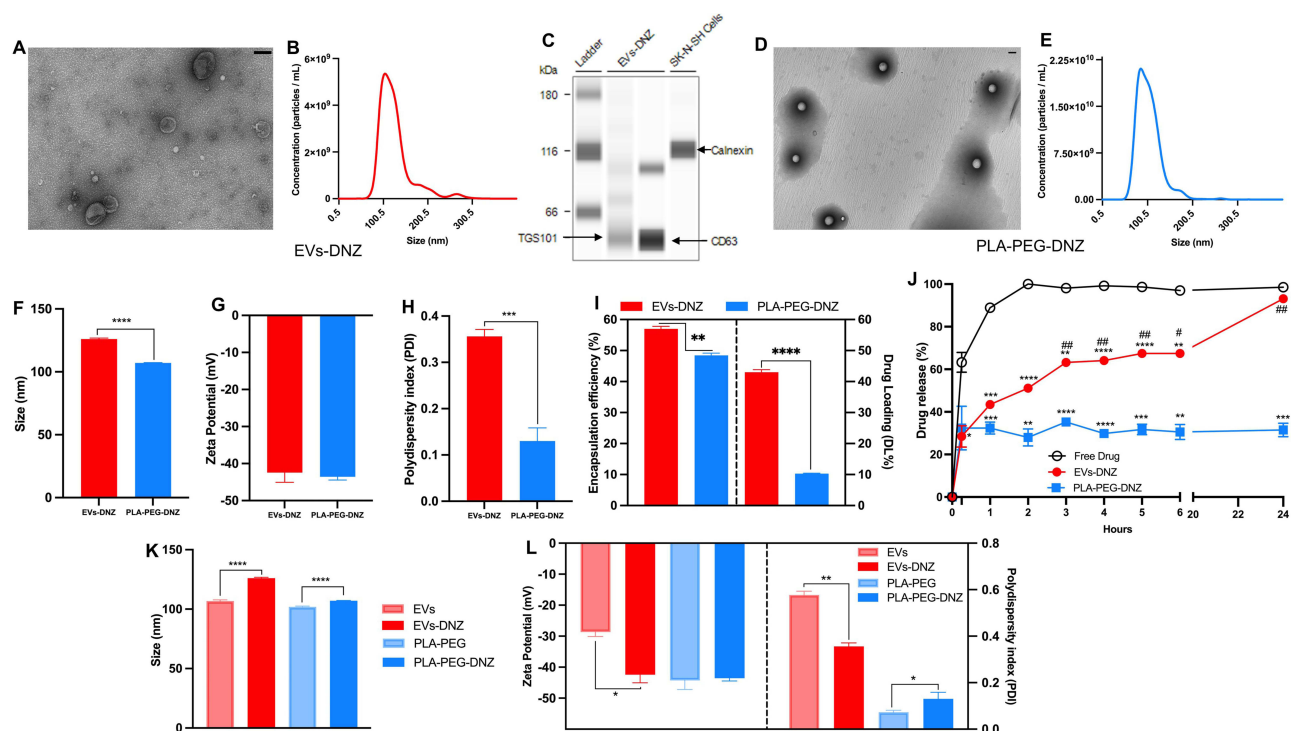 A
B
Concentration (particles / mL)
6×10⁹
4×10⁹
2×10⁹
0
0.5
100.5
200.5
300.5
Size (nm)
EVs-DNZ
C
Ladder
EVs-DNZ
SK-N-SH Cells
kDa
180
116
66
Calnexin
TGS101
CD63
D
E
Concentration (particles / mL)
2.25×10¹⁰
1.50×10¹⁰
7.50×10⁹
0.00
0.5
100.5
200.5
300.5
Size (nm)
PLA-PEG-DNZ
F
Size (nm)
150
100
50
0
****
EVs-DNZ
PLA-PEG-DNZ
G
Zeta Potential (mV)
0
-10
-20
-30
-40
-50
EVs-DNZ
PLA-PEG-DNZ
H
Polydispersity index (PDI)
0.4
0.3
0.2
0.1
0.0
***
EVs-DNZ
PLA-PEG-DNZ
I
EVs-DNZ
PLA-PEG-DNZ
Encapsulation efficiency (%)
60
50
40
30
20
10
0
**
****
60
50
40
30
20
10
0
Drug Loading (DL%)
J
Drug release (%)
100
80
60
40
20
0
##
##
##
#
##
*
***
****
**
****
****
**
***
**
****
****
***
**
***
Free Drug
EVs-DNZ
PLA-PEG-DNZ
0
1
2
3
4
5
6
20
22
24
Hours
K
Size (nm)
150
100
50
0
****
****
EVs
EVs-DNZ
PLA-PEG
PLA-PEG-DNZ
L
Zeta Potential (mV)
0
-10
-20
-30
-40
-50
*
**
*
EVs
EVs-DNZ
PLA-PEG
PLA-PEG-DNZ
0.8
0.6
0.4
0.2
0.0
Polydispersity index (PDI)